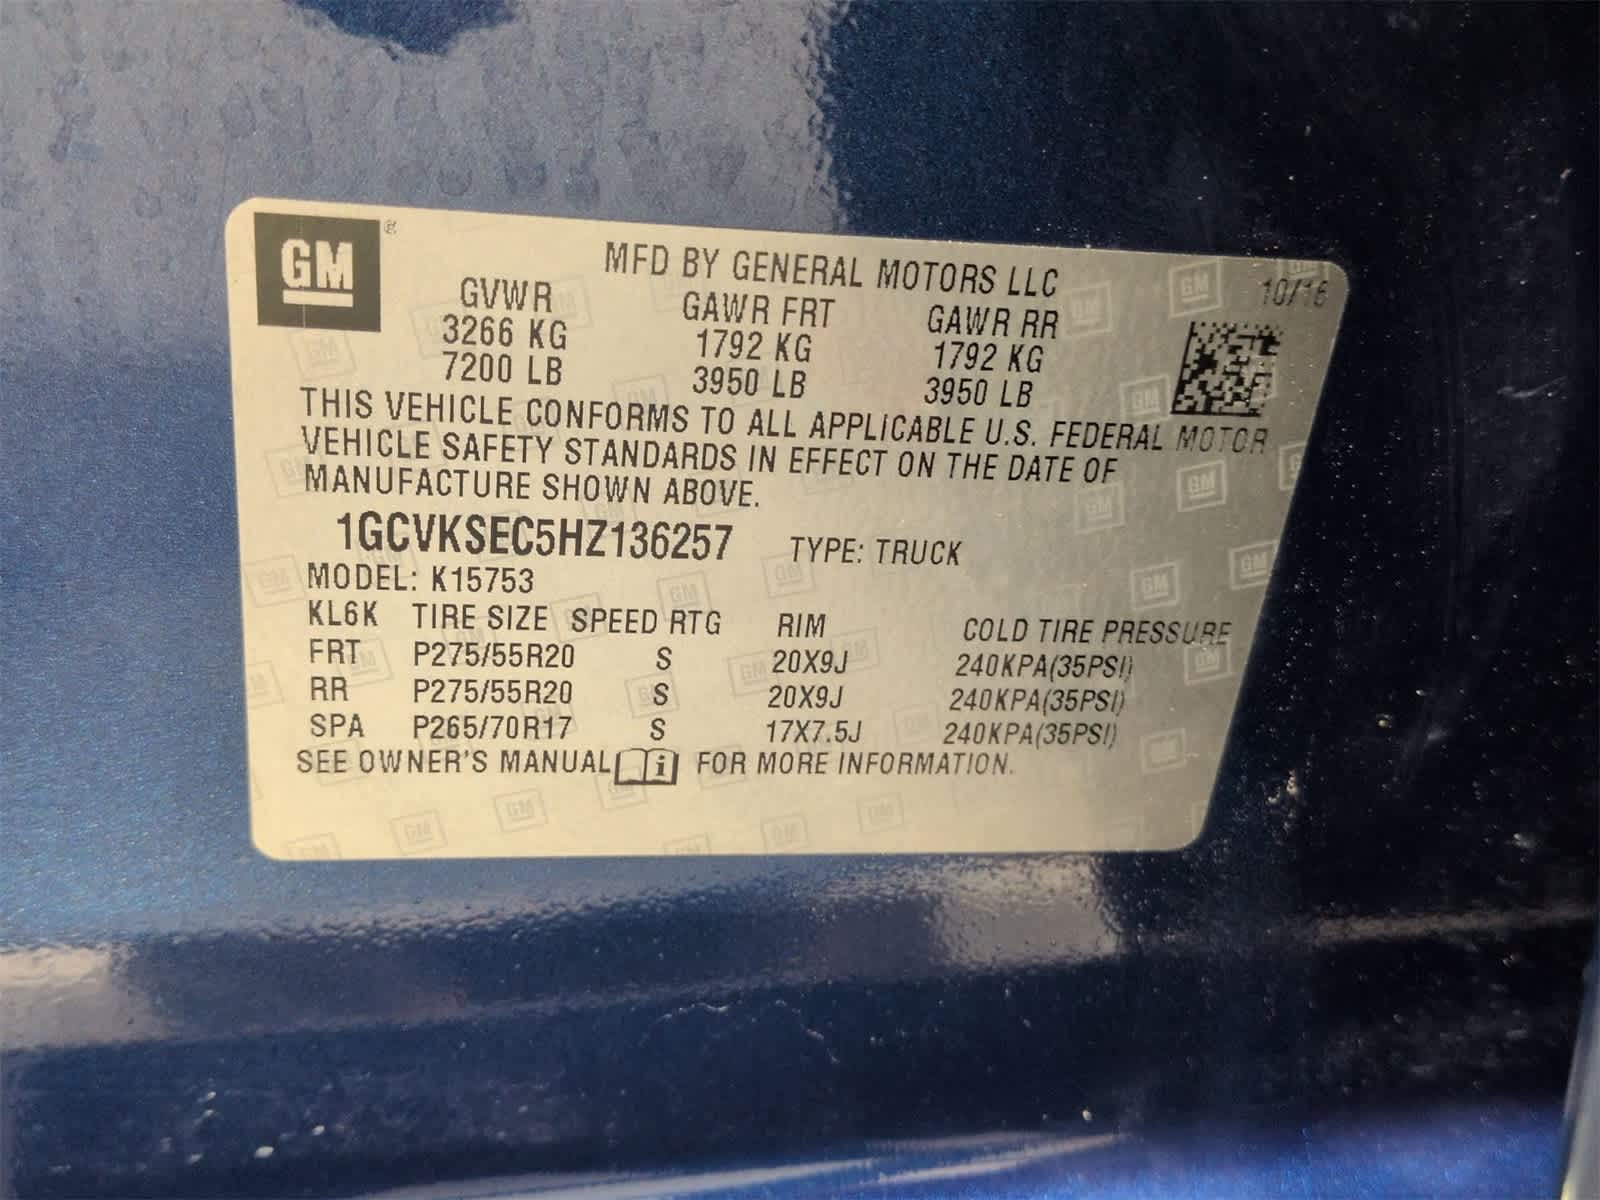 GM ®
MFD BY GENERAL MOTORS LLC
10/16
GVWR GAWR FRT GAWR RR
3266 KG 1792 KG 1792 KG
7200 LB 3950 LB 3950 LB
THIS VEHICLE CONFORMS TO ALL APPLICABLE U.S. FEDERAL MOTOR
VEHICLE SAFETY STANDARDS IN EFFECT ON THE DATE OF
MANUFACTURE SHOWN ABOVE.
1GCVKSEC5HZ136257 TYPE: TRUCK
MODEL: K15753
KL6K TIRE SIZE SPEED RTG RIM COLD TIRE PRESSURE
FRT P275/55R20 S 20X9J 240KPA(35PSI)
RR P275/55R20 S 20X9J 240KPA(35PSI)
SPA P265/70R17 S 17X7.5J 240KPA(35PSI)
SEE OWNER'S MANUAL i FOR MORE INFORMATION.